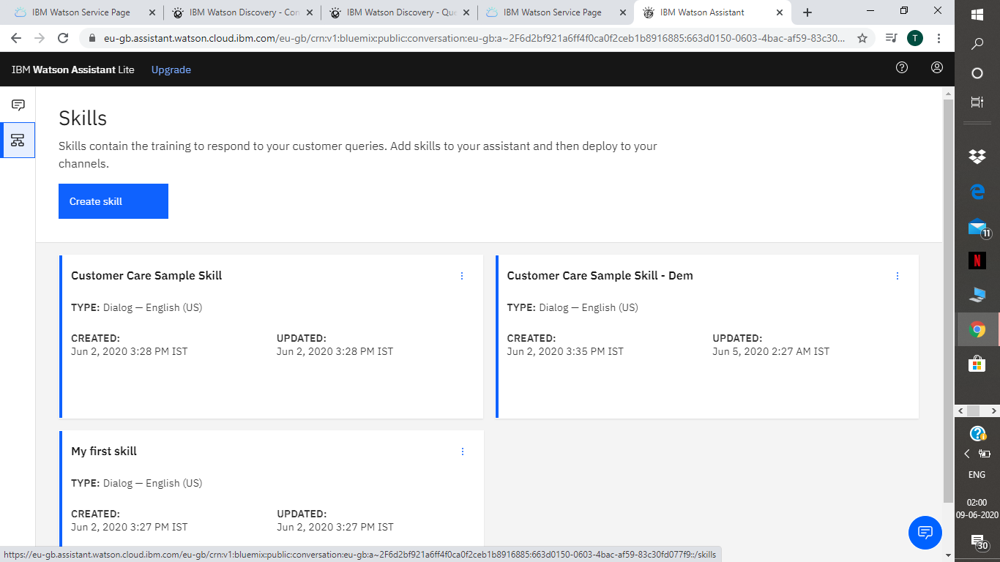 IBM Watson Service Page
IBM Watson Discovery - Con
IBM Watson Discovery - Que
IBM Watson Service Page
IBM Watson Assistant
eu-gb.assistant.watson.cloud.ibm.com/eu-gb/crn:v1:bluemix:public:conversation:eu-gb:a~2F6d2bf921a6ff4f0ca0f2ceb1b8916885:663d0150-0603-4bac-af59-83c30...
T
IBM Watson Assistant Lite Upgrade
Skills
Skills contain the training to respond to your customer queries. Add skills to your assistant and then deploy to your
channels.
Create skill
Customer Care Sample Skill
TYPE: Dialog — English (US)
CREATED: UPDATED:
Jun 2, 2020 3:28 PM IST Jun 2, 2020 3:28 PM IST
Customer Care Sample Skill - Dem
TYPE: Dialog — English (US)
CREATED: UPDATED:
Jun 2, 2020 3:35 PM IST Jun 5, 2020 2:27 AM IST
My first skill
TYPE: Dialog — English (US)
CREATED: UPDATED:
Jun 2, 2020 3:27 PM IST Jun 2, 2020 3:27 PM IST
https://eu-gb.assistant.watson.cloud.ibm.com/eu-gb/crn:v1:bluemix:public:conversation:eu-gb:a~2F6d2bf921a6ff4f0ca0f2ceb1b8916885:663d0150-0603-4bac-af59-83c30fd077f9::/skills
11
N
ENG
02:00
09-06-2020
30